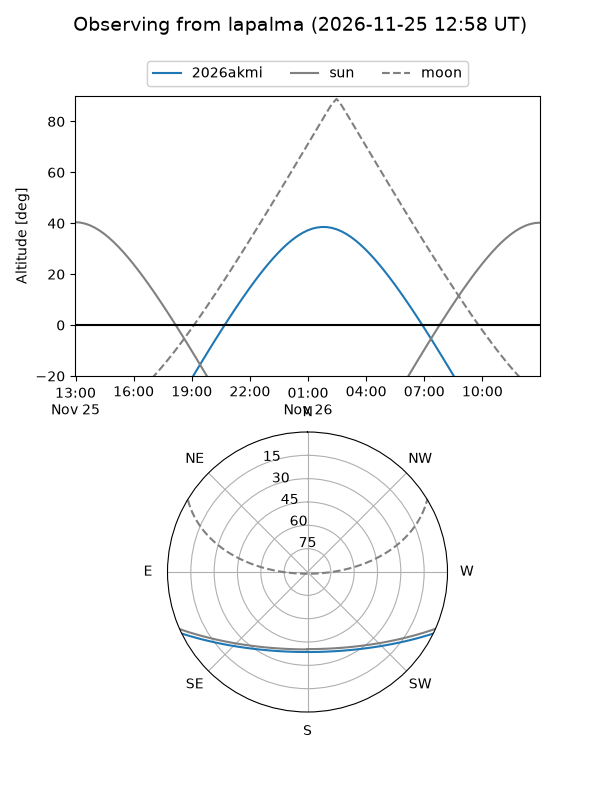 Observing from lapalma (2026-11-25 12:58 UT)
2026akmi sun moon
Altitude [deg]
80
60
40
20
0
−20
13:00 16:00 19:00 22:00 01:00 04:00 07:00 10:00
Nov 25 Nov 26
N
NE NW
15
30
45
60
75
E W
SE SW
S